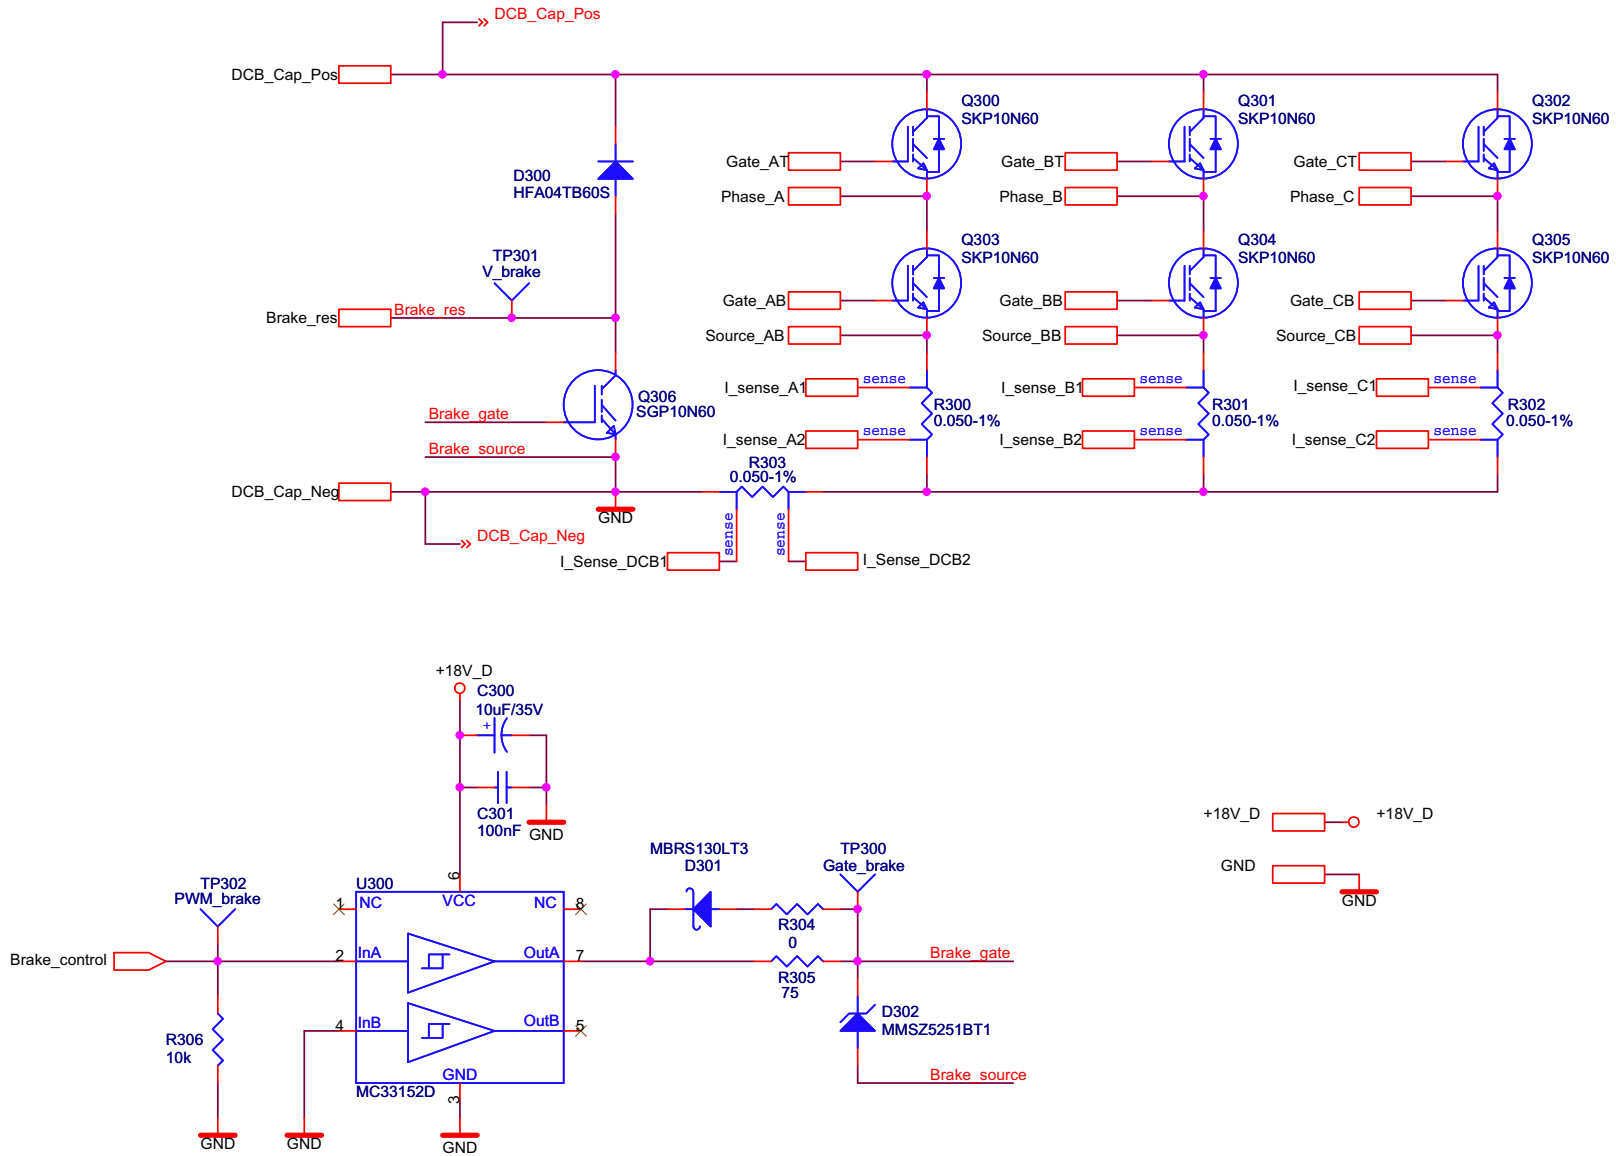 DCB_Cap_Pos
DCB_Cap_Pos
Q300
SKP10N60
Q301
SKP10N60
Q302
SKP10N60
D300
HFA04TB60S
Gate_AT
Gate_BT
Gate_CT
Phase_A
Phase_B
Phase_C
TP301
V_brake
Q303
SKP10N60
Q304
SKP10N60
Q305
SKP10N60
Brake_res
Brake_res
Gate_AB
Gate_BB
Gate_CB
Source_AB
Source_BB
Source_CB
Q306
SGP10N60
I_sense_A1
sense
I_sense_B1
sense
I_sense_C1
sense
Brake_gate
R300
0.050-1%
R301
0.050-1%
R302
0.050-1%
Brake_source
I_sense_A2
sense
I_sense_B2
sense
I_sense_C2
sense
R303
0.050-1%
DCB_Cap_Neg
GND
DCB_Cap_Neg
sense
sense
I_Sense_DCB1
I_Sense_DCB2
+18V_D
C300
10uF/35V
+
C301
100nF
GND
+18V_D
+18V_D
GND
GND
MBRS130LT3
D301
TP300
Gate_brake
TP302
PWM_brake
U300
6
1
NC
VCC
NC
8
R304
0
Brake_control
2
InA
OutA
7
Brake_gate
R305
75
4
InB
OutB
5
D302
MMSZ5251BT1
R306
10k
GND
MC33152D
3
Brake_source
GND
GND
GND